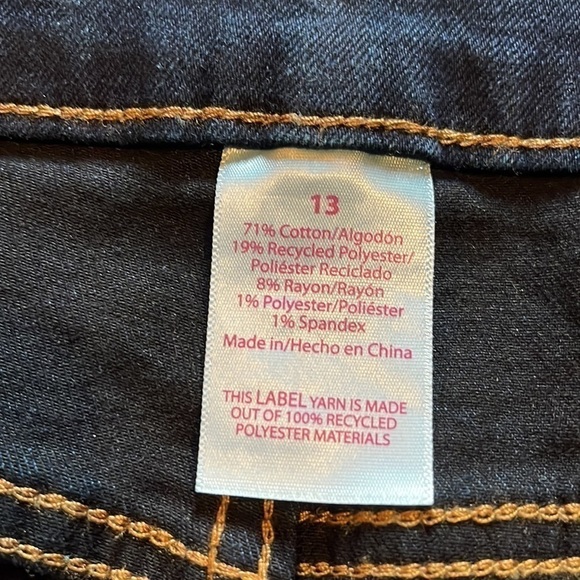 13
71% Cotton/Algodón
19% Recycled Polyester/
Poliéster Reciclado
8% Rayon/Rayón
1% Polyester/Poliéster
1% Spandex
Made in/Hecho en China
THIS LABEL YARN IS MADE
OUT OF 100% RECYCLED
POLYESTER MATERIALS